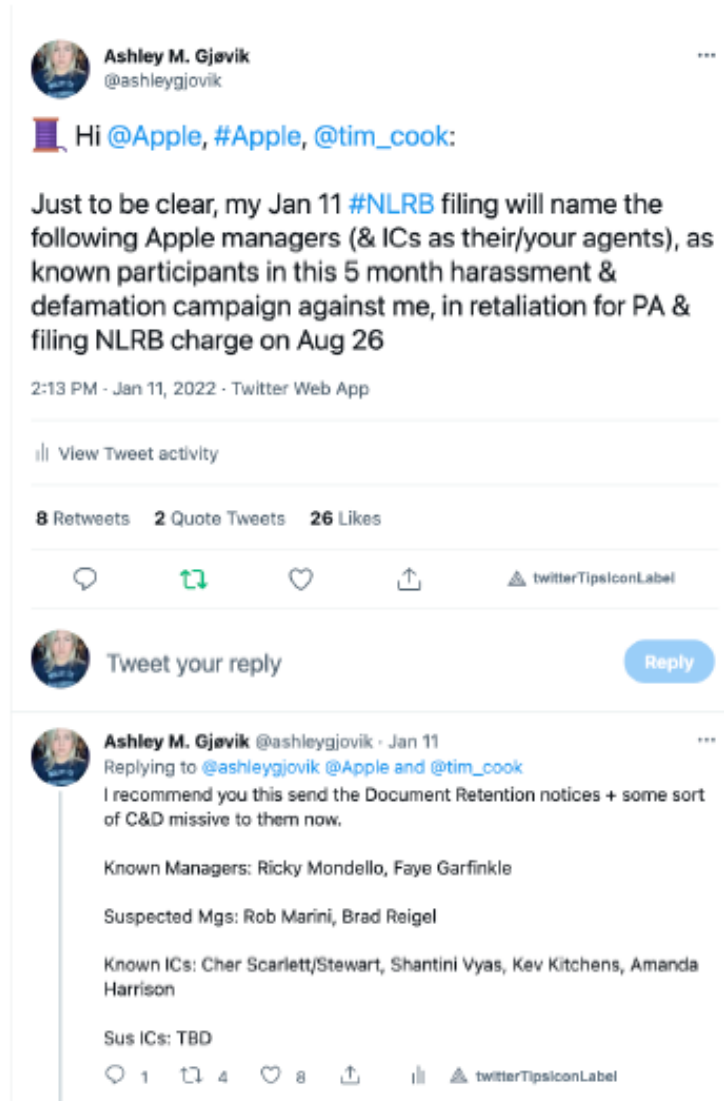 Ashley M. Gjøvik
@ashleygjovik
Hi @Apple, #Apple, @tim_cook:
Just to be clear, my Jan 11 #NLRB filing will name the
following Apple managers (& ICs as their/your agents), as
known participants in this 5 month harassment &
defamation campaign against me, in retaliation for PA &
filing NLRB charge on Aug 26
2:13 PM · Jan 11, 2022 · Twitter Web App
View Tweet activity
8 Retweets 2 Quote Tweets 26 Likes
twitterTipsIconLabel
Tweet your reply
Reply
Ashley M. Gjøvik @ashleygjovik · Jan 11
Replying to @ashleygjovik @Apple and @tim_cook
I recommend you this send the Document Retention notices + some sort
of C&D missive to them now.
Known Managers: Ricky Mondello, Faye Garfinkle
Suspected Mgs: Rob Marini, Brad Reigel
Known ICs: Cher Scarlett/Stewart, Shantini Vyas, Kev Kitchens, Amanda
Harrison
Sus ICs: TBD
1 4 8 twitterTipsIconLabel